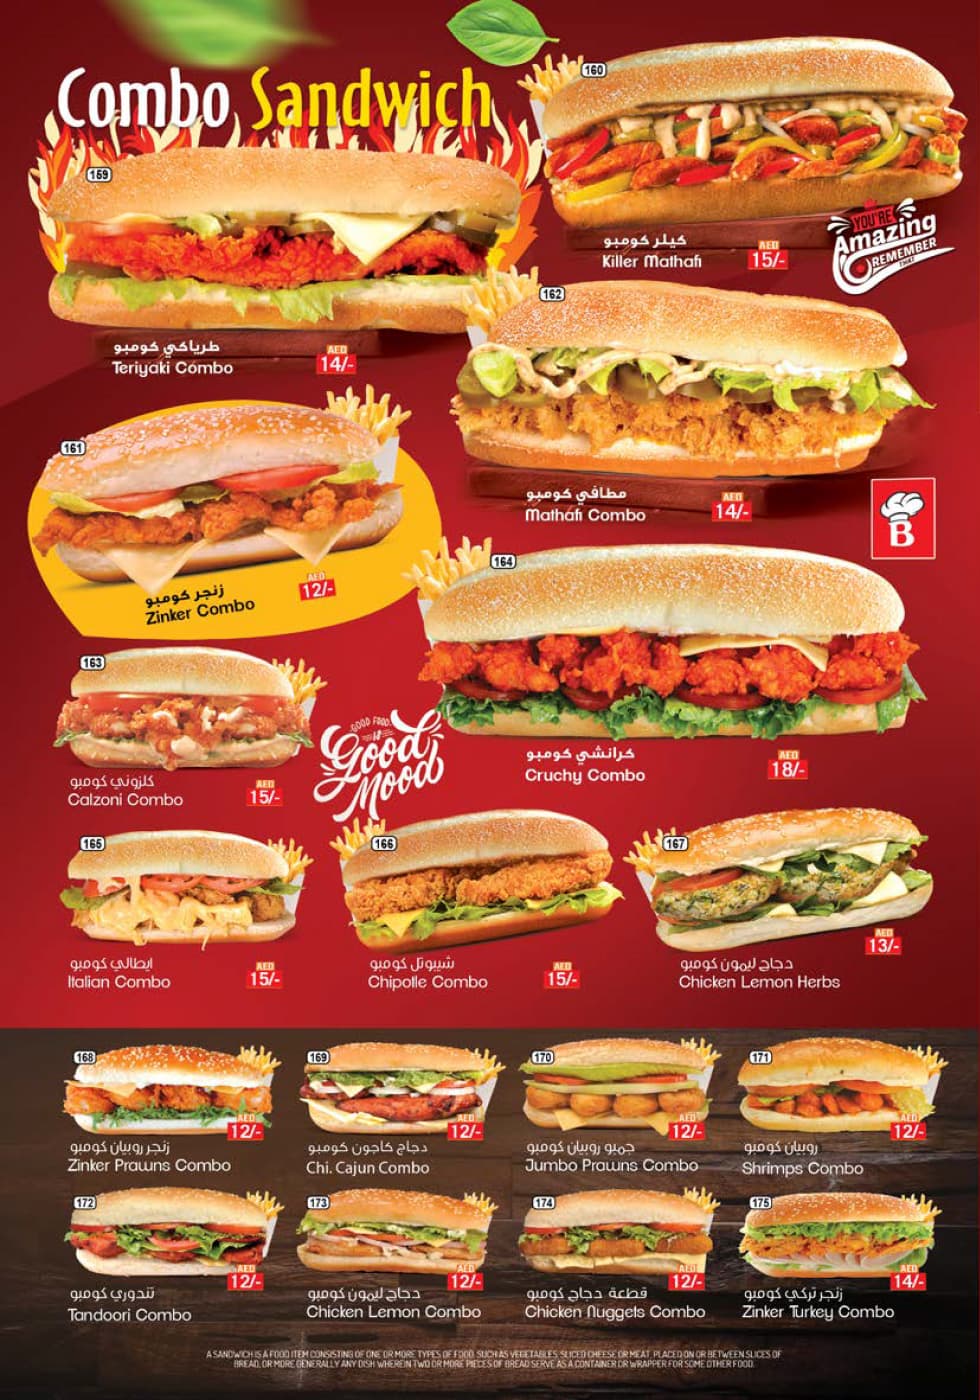 Combo Sandwich
160
كيلر كومبو
Killer Mathafi
AED
15/-
YOU'RE
Amazing
REMEMBER
THAT
159
طرياكي كومبو
Teriyaki Combo
AED
14/-
162
مطافي كومبو
Mathafi Combo
AED
14/-
B
161
زنجر كومبو
Zinker Combo
AED
12/-
164
كرانشي كومبو
Cruchy Combo
AED
18/-
163
كلزوني كومبو
Calzoni Combo
AED
15/-
GOOD FOOD
Good
Mood
165
ايطالي كومبو
Italian Combo
AED
15/-
166
شيبوتل كومبو
Chipolle Combo
AED
15/-
167
AED
13/-
دجاج ليمون كومبو
Chicken Lemon Herbs
168
AED
12/-
زنجر روبيان كومبو
Zinker Prawns Combo
169
AED
12/-
دجاج كاجون كومبو
Chi. Cajun Combo
170
AED
12/-
جمبو روبيان كومبو
Jumbo Prawns Combo
171
AED
12/-
روبيان كومبو
Shrimps Combo
172
AED
12/-
تندوري كومبو
Tandoori Combo
173
AED
12/-
دجاج ليمون كومبو
Chicken Lemon Combo
174
AED
12/-
قطعة دجاج كومبو
Chicken Nuggets Combo
175
AED
14/-
زنجر تركي كومبو
Zinker Turkey Combo
A SANDWICH IS A FOOD ITEM CONSISTING OF ONE OR MORE TYPES OF FOOD, SUCH AS VEGETABLES, SLICED CHEESE OR MEAT, PLACED ON OR BETWEEN SLICES OF
BREAD, OR MORE GENERALLY ANY DISH WHEREIN TWO OR MORE PIECES OF BREAD SERVE AS A CONTAINER OR WRAPPER FOR SOME OTHER FOOD.